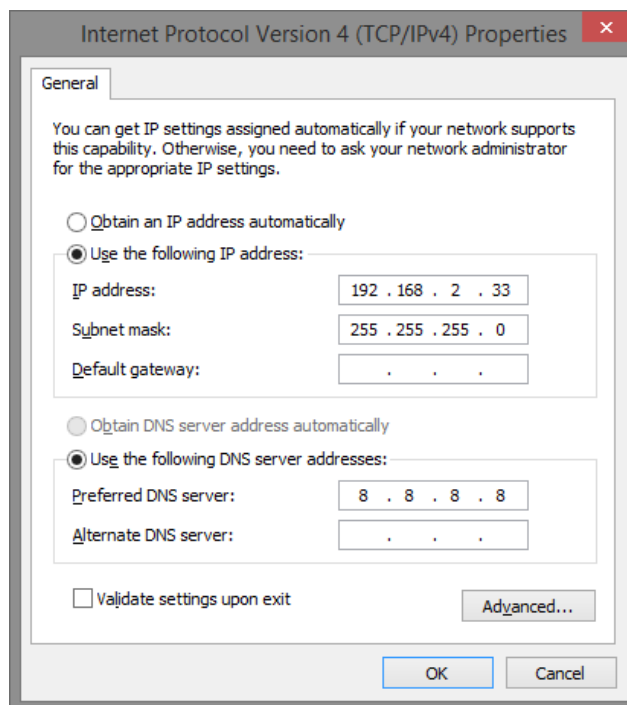 Internet Protocol Version 4 (TCP/IPv4) Properties
General
You can get IP settings assigned automatically if your network supports
this capability. Otherwise, you need to ask your network administrator
for the appropriate IP settings.
Obtain an IP address automatically
Use the following IP address:
IP address: 192 . 168 . 2 . 33
Subnet mask: 255 . 255 . 255 . 0
Default gateway: . . .
Obtain DNS server address automatically
Use the following DNS server addresses:
Preferred DNS server: 8 . 8 . 8 . 8
Alternate DNS server: . . .
Validate settings upon exit
Advanced...
OK Cancel